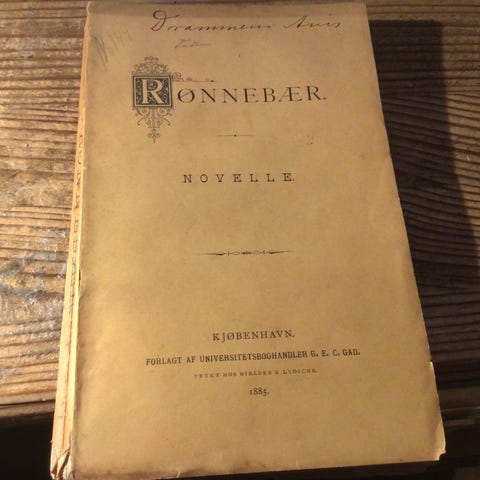 Drammens Avis
RØNNEBÆR.
NOVELLE.
KJØBENHAVN.
FORLAGT AF UNIVERSITETSBOGHANDLER G. E. C. GAD.
TRYKT HOS NIELSEN & LYDICHE.
1885.